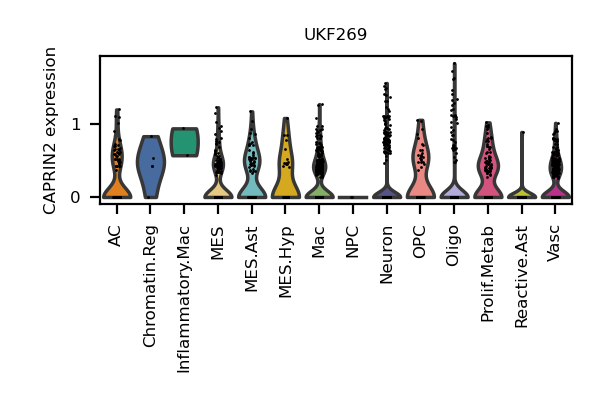 UKF269
CAPRIN2 expression
1
0
AC
Chromatin.Reg
Inflammatory.Mac
MES
MES.Ast
MES.Hyp
Mac
NPC
Neuron
OPC
Oligo
Prolif.Metab
Reactive.Ast
Vasc